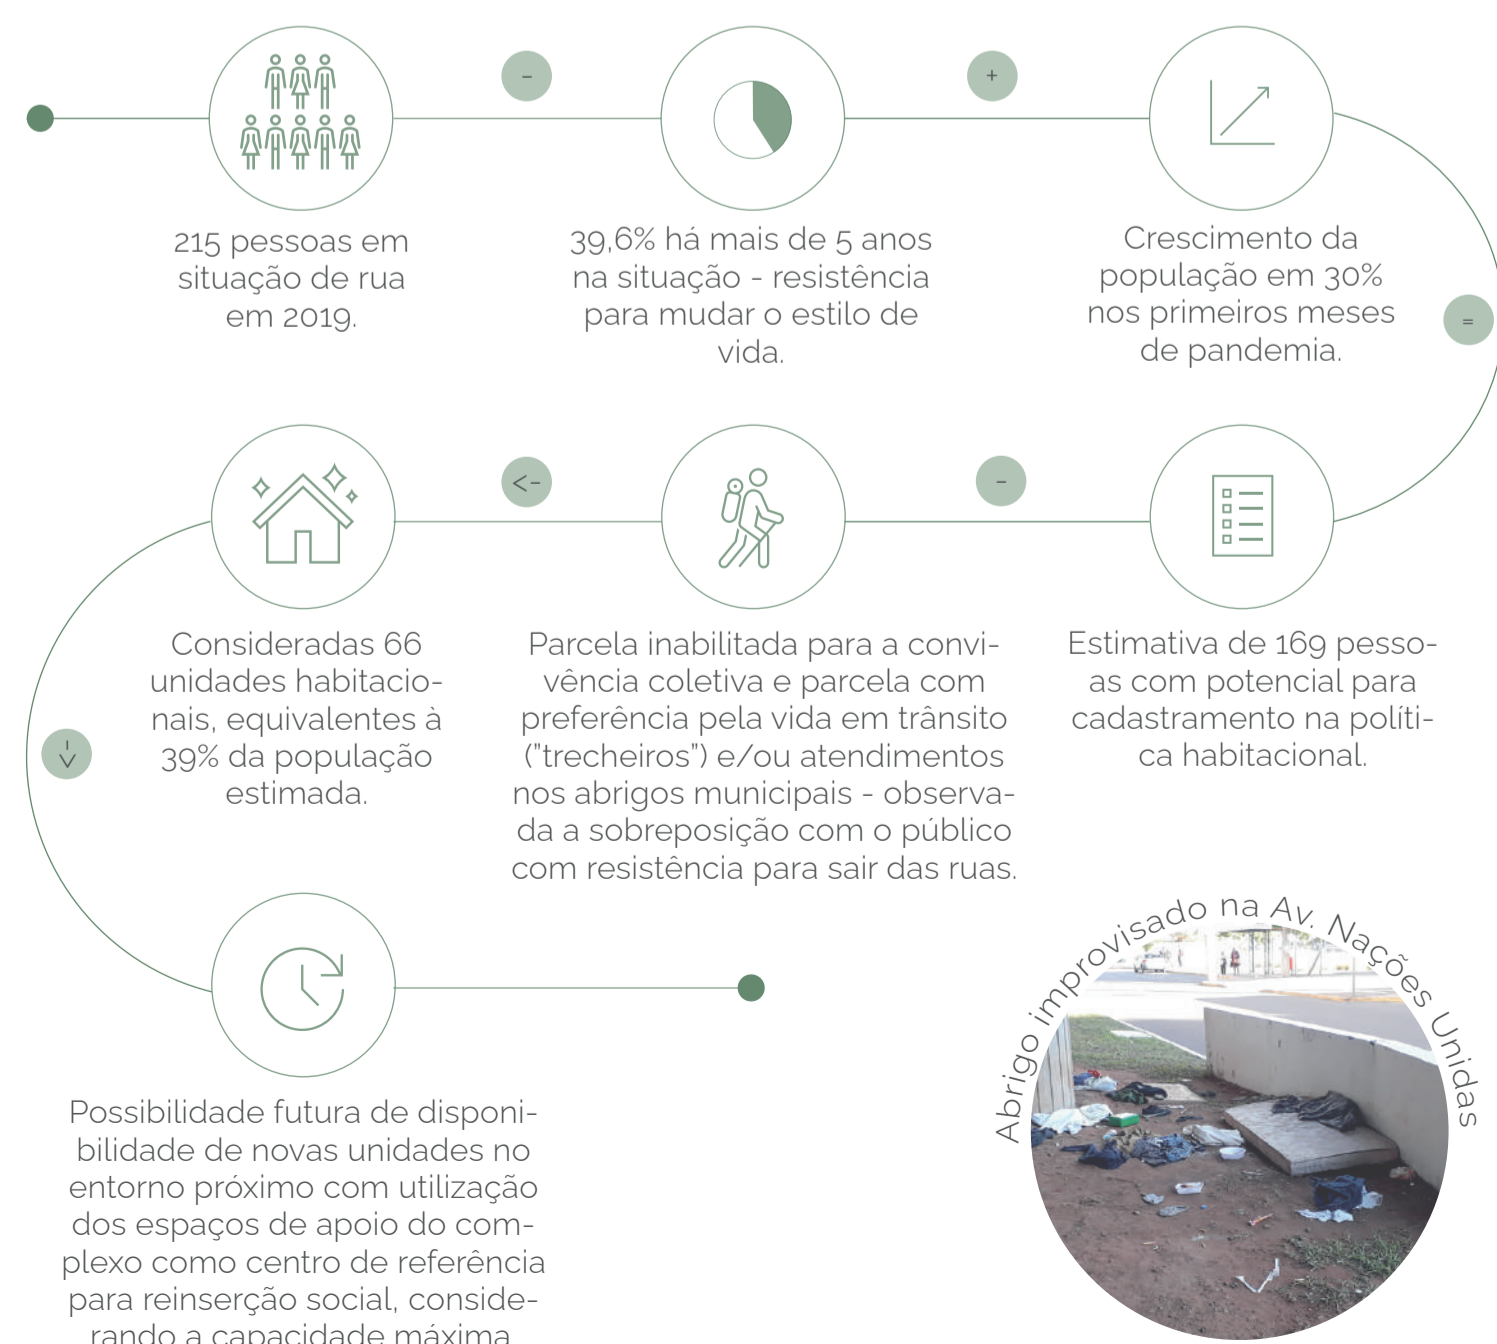 -
+
215 pessoas em
situação de rua
em 2019.
39,6% há mais de 5 anos
na situação - resistência
para mudar o estilo de
vida.
Crescimento da
população em 30%
nos primeiros meses
de pandemia.
=
<-
-
Consideradas 66
unidades habitacio-
nais, equivalentes à
39% da população
estimada.
Parcela inabilitada para a convi-
vência coletiva e parcela com
preferência pela vida em trânsito
("trecheiros") e/ou atendimentos
nos abrigos municipais - observa-
da a sobreposição com o público
com resistência para sair das ruas.
Estimativa de 169 pesso-
as com potencial para
cadastramento na políti-
ca habitacional.
<-
Possibilidade futura de disponi-
bilidade de novas unidades no
entorno próximo com utilização
dos espaços de apoio do com-
plexo como centro de referência
para reinserção social, conside-
rando a capacidade máxima
Abrigo improvisado na Av. Nações Unidas